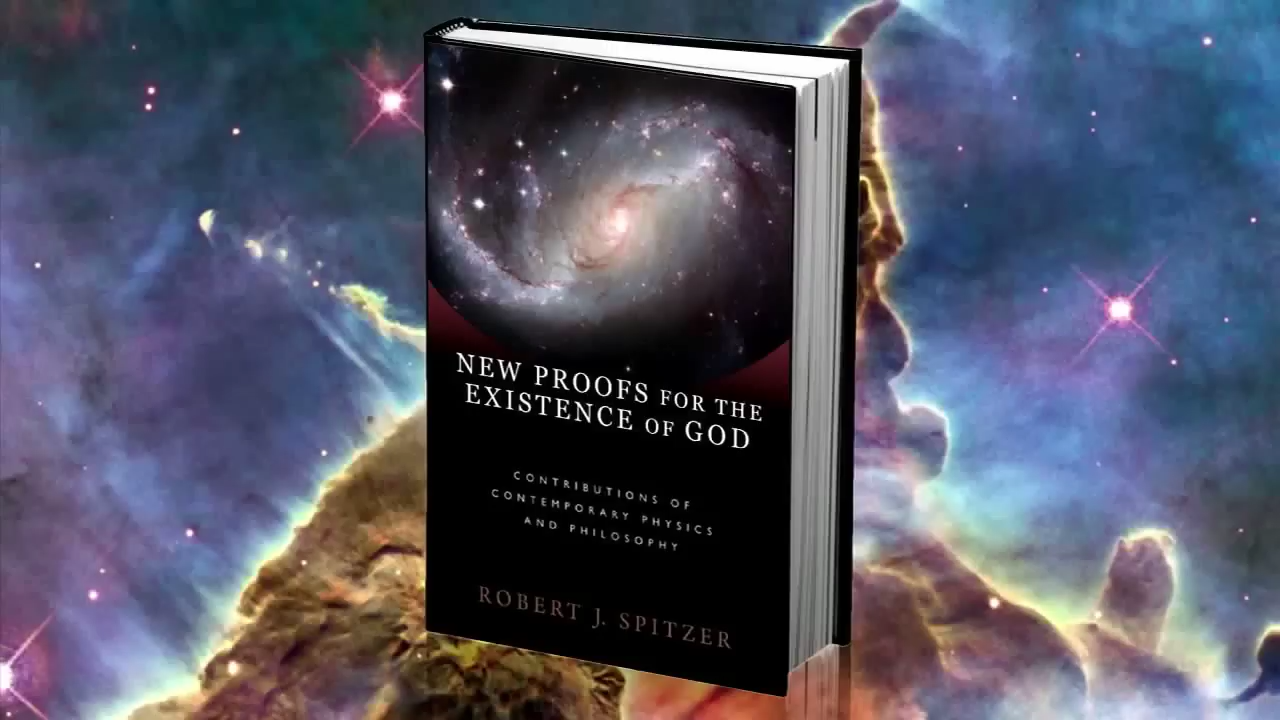 NEW PROOFS FOR THE
EXISTENCE OF GOD
CONTRIBUTIONS OF
CONTEMPORARY PHYSICS
AND PHILOSOPHY
ROBERT J. SPITZER